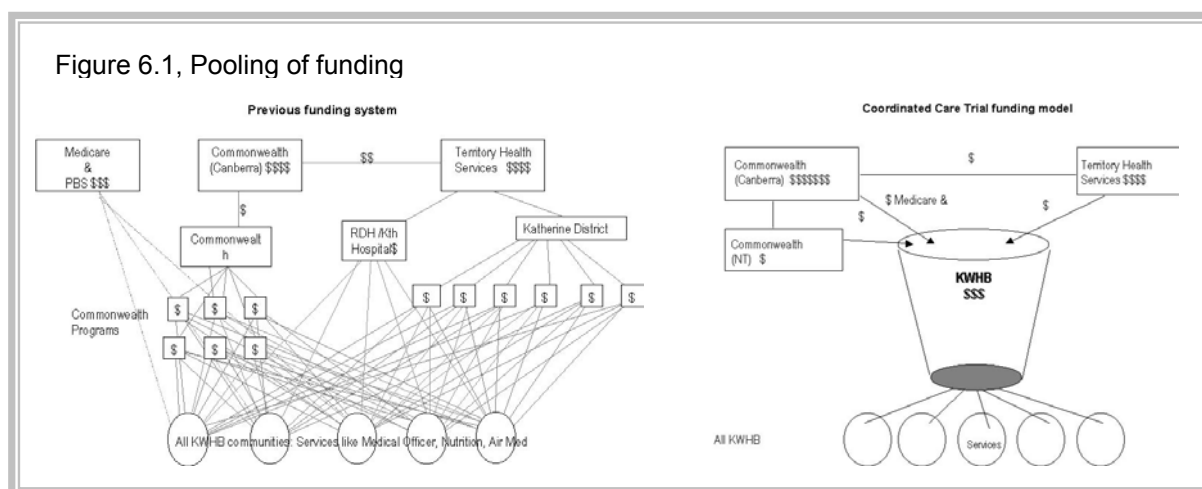 Figure 6.1, Pooling of funding
Previous funding system
Medicare
&
PBS $$$
Commonwealth
(Canberra) $$$$
$$
Territory Health
Services $$$$
$
Commonwealt
h
RDH /Kth
Hospital$
Katherine District
Commonwealth
Programs
$ $ $
$ $ $
$ $ $ $ $ $
All KWHB communities: Services like Medical Officer, Nutrition, Air Med
Coordinated Care Trial funding model
Commonwealth
(Canberra) $$$$$$$
$
Territory Health
Services $$$$
$ Medicare &
$
$
Commonwealth
(NT) $
KWHB
$$$
All KWHB
Services